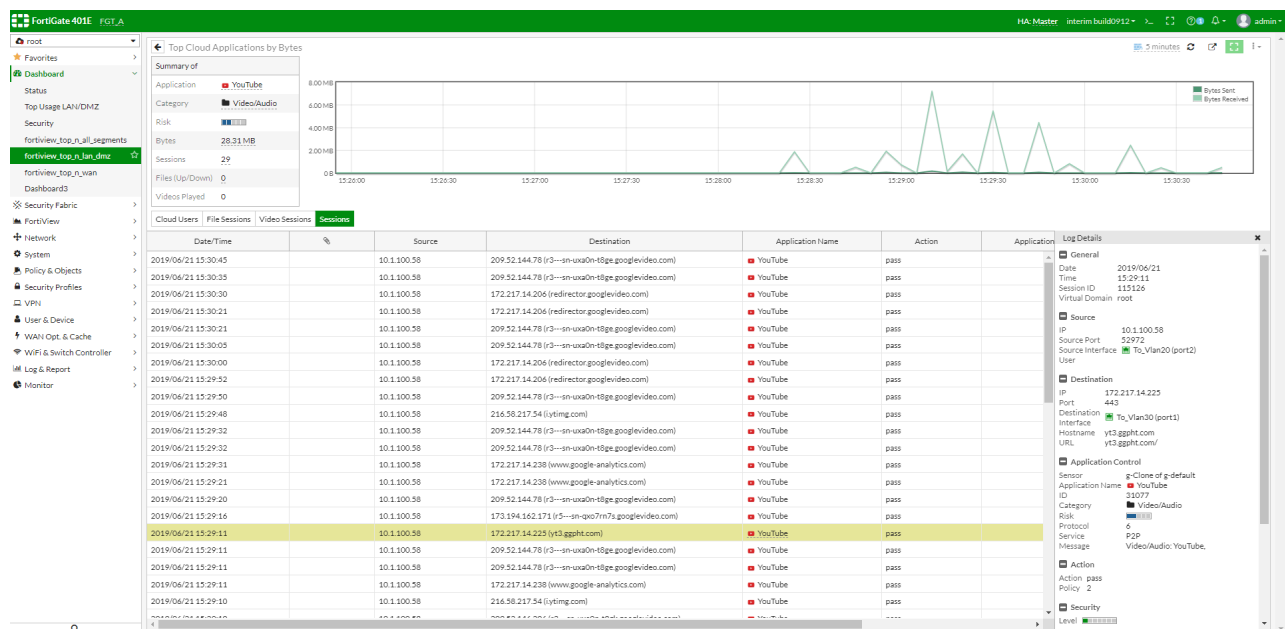 FortiGate 401E FGT_A
HA: Master interim build0912 >_ admin
root
Favorites
Dashboard
Status
Top Usage LAN/DMZ
Security
fortiview_top_n_all_segments
fortiview_top_n_lan_dmz
fortiview_top_n_wan
Dashboard3
Security Fabric
FortiView
Network
System
Policy & Objects
Security Profiles
VPN
User & Device
WAN Opt. & Cache
WiFi & Switch Controller
Log & Report
Monitor
Top Cloud Applications by Bytes
5 minutes
Summary of
Application YouTube
Category Video/Audio
Risk
Bytes 28.31 MB
Sessions 29
Files (Up/Down) 0
Videos Played 0
8.00 MB
6.00 MB
4.00 MB
2.00 MB
0 B
15:26:00 15:26:30 15:27:00 15:27:30 15:28:00 15:28:30 15:29:00 15:29:30 15:30:00 15:30:30
Bytes Sent
Bytes Received
Cloud Users File Sessions Video Sessions Sessions
Date/Time Source Destination Application Name Action Application
2019/06/21 15:30:45 10.1.100.58 209.52.144.78 (r3---sn-uxa0n-t8ge.googlevideo.com) YouTube pass
2019/06/21 15:30:35 10.1.100.58 209.52.144.78 (r3---sn-uxa0n-t8ge.googlevideo.com) YouTube pass
2019/06/21 15:30:30 10.1.100.58 172.217.14.206 (redirector.googlevideo.com) YouTube pass
2019/06/21 15:30:21 10.1.100.58 172.217.14.206 (redirector.googlevideo.com) YouTube pass
2019/06/21 15:30:21 10.1.100.58 209.52.144.78 (r3---sn-uxa0n-t8ge.googlevideo.com) YouTube pass
2019/06/21 15:30:05 10.1.100.58 209.52.144.78 (r3---sn-uxa0n-t8ge.googlevideo.com) YouTube pass
2019/06/21 15:30:00 10.1.100.58 172.217.14.206 (redirector.googlevideo.com) YouTube pass
2019/06/21 15:29:52 10.1.100.58 172.217.14.206 (redirector.googlevideo.com) YouTube pass
2019/06/21 15:29:50 10.1.100.58 209.52.144.78 (r3---sn-uxa0n-t8ge.googlevideo.com) YouTube pass
2019/06/21 15:29:48 10.1.100.58 216.58.217.54 (i.ytimg.com) YouTube pass
2019/06/21 15:29:32 10.1.100.58 209.52.144.78 (r3---sn-uxa0n-t8ge.googlevideo.com) YouTube pass
2019/06/21 15:29:32 10.1.100.58 209.52.144.78 (r3---sn-uxa0n-t8ge.googlevideo.com) YouTube pass
2019/06/21 15:29:31 10.1.100.58 172.217.14.238 (www.google-analytics.com) YouTube pass
2019/06/21 15:29:21 10.1.100.58 172.217.14.238 (www.google-analytics.com) YouTube pass
2019/06/21 15:29:20 10.1.100.58 209.52.144.78 (r3---sn-uxa0n-t8ge.googlevideo.com) YouTube pass
2019/06/21 15:29:16 10.1.100.58 173.194.162.171 (r5---sn-qxo7rn7s.googlevideo.com) YouTube pass
2019/06/21 15:29:11 10.1.100.58 172.217.14.225 (yt3.ggpht.com) YouTube pass
2019/06/21 15:29:11 10.1.100.58 209.52.144.78 (r3---sn-uxa0n-t8ge.googlevideo.com) YouTube pass
2019/06/21 15:29:11 10.1.100.58 209.52.144.78 (r3---sn-uxa0n-t8ge.googlevideo.com) YouTube pass
2019/06/21 15:29:11 10.1.100.58 172.217.14.238 (www.google-analytics.com) YouTube pass
2019/06/21 15:29:10 10.1.100.58 216.58.217.54 (i.ytimg.com) YouTube pass
Log Details
General
Date 2019/06/21
Time 15:29:11
Session ID 115126
Virtual Domain root
Source
IP 10.1.100.58
Source Port 52972
Source Interface To_Vlan20 (port2)
User
Destination
IP 172.217.14.225
Port 443
Destination Interface To_Vlan30 (port1)
Hostname yt3.ggpht.com
URL yt3.ggpht.com/
Application Control
Sensor g-Clone of g-default
Application Name YouTube
ID 31077
Category Video/Audio
Risk
Protocol 6
Service P2P
Message Video/Audio: YouTube,
Action
Action pass
Policy 2
Security
Level